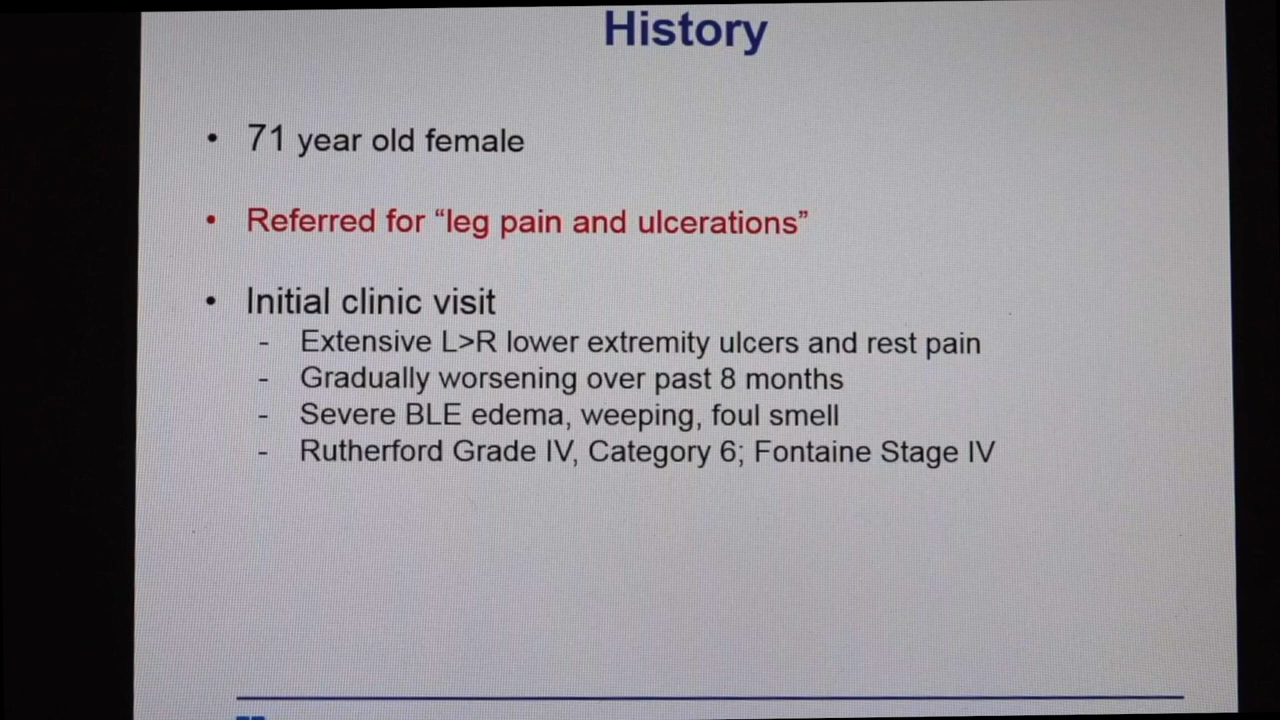 History
• 71 year old female
• Referred for “leg pain and ulcerations”
• Initial clinic visit
- Extensive L>R lower extremity ulcers and rest pain
- Gradually worsening over past 8 months
- Severe BLE edema, weeping, foul smell
- Rutherford Grade IV, Category 6; Fontaine Stage IV